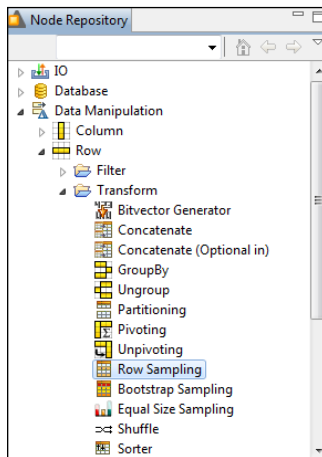 Node Repository
IO
Database
Data Manipulation
Column
Row
Filter
Transform
Bitvector Generator
Concatenate
Concatenate (Optional in)
GroupBy
Ungroup
Partitioning
Pivoting
Unpivoting
Row Sampling
Bootstrap Sampling
Equal Size Sampling
Shuffle
Sorter